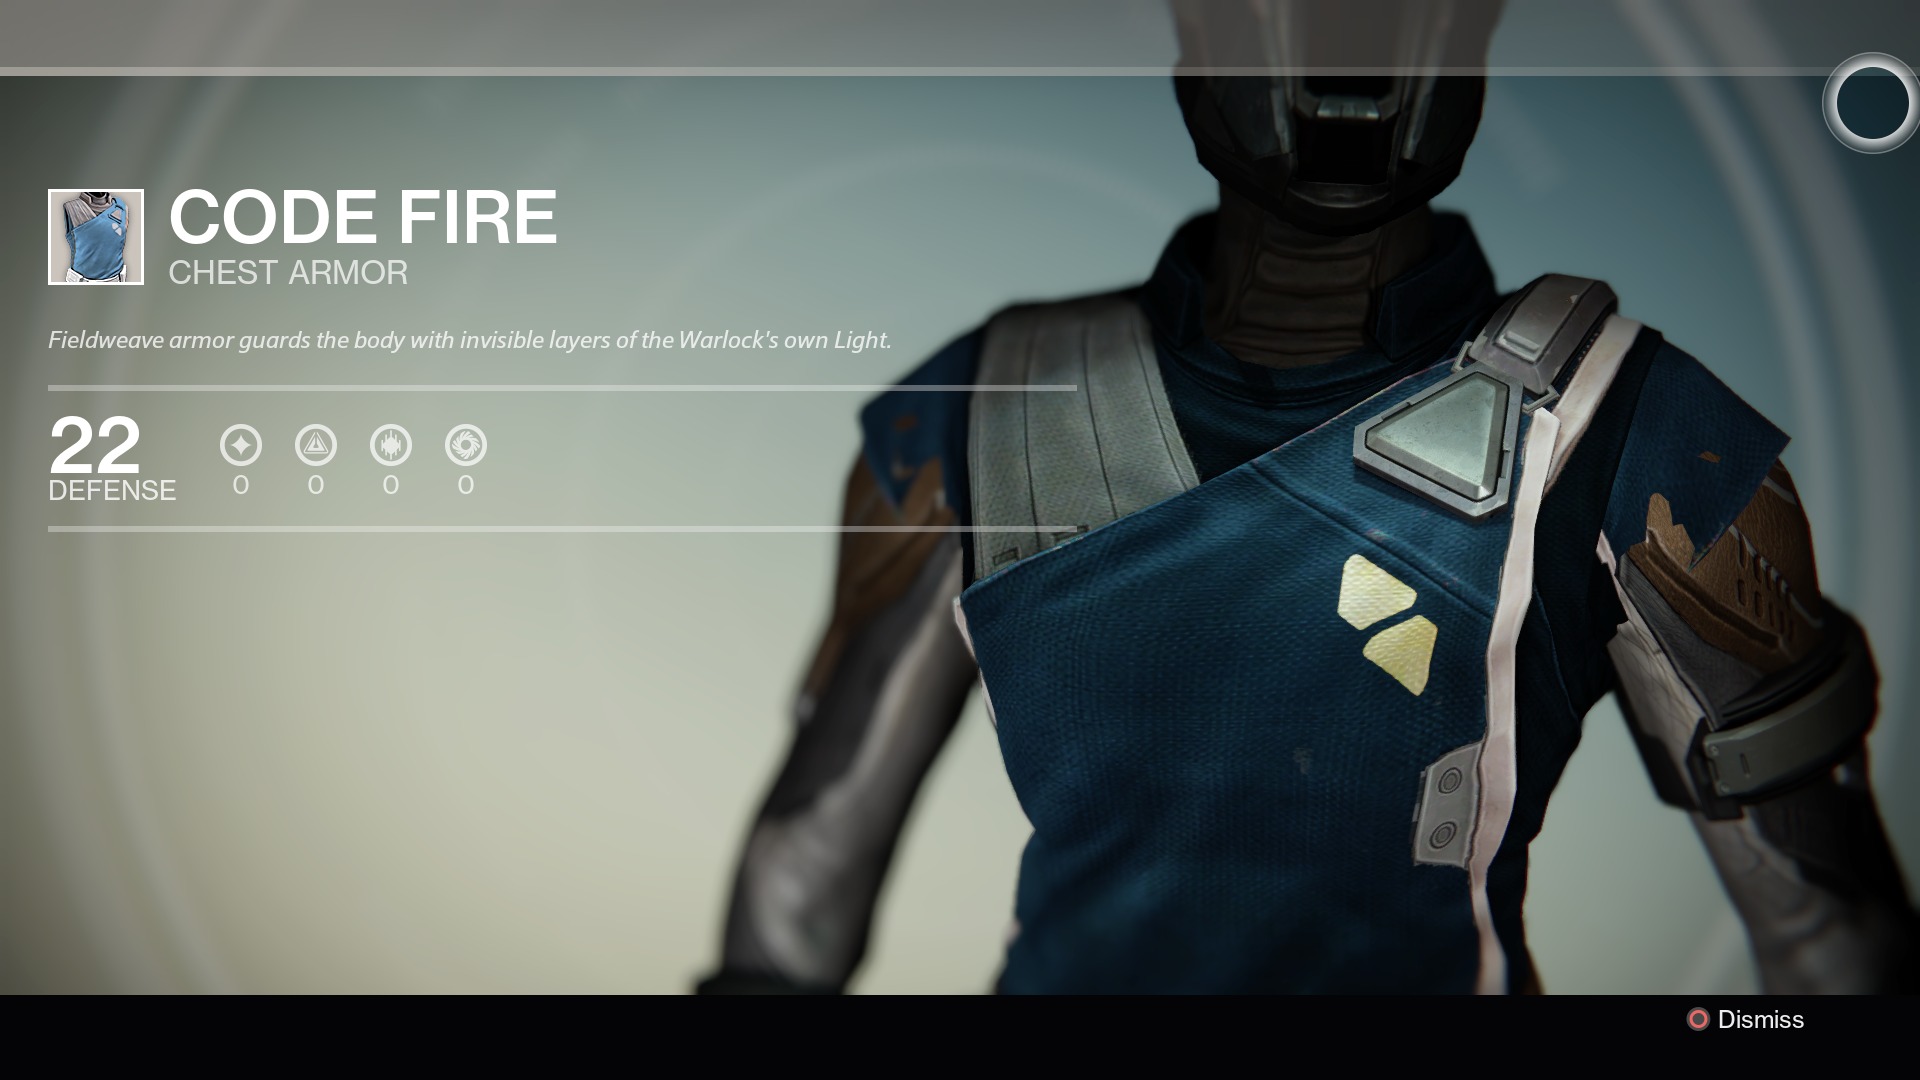 CODE FIRE
CHEST ARMOR
Fieldweave armor guards the body with invisible layers of the Warlock's own Light.
22
DEFENSE
0 0 0 0
Dismiss